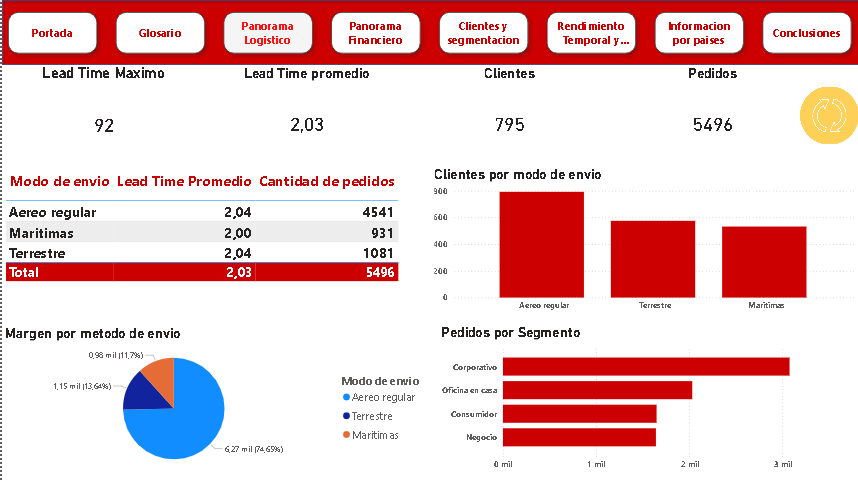 Portada
Glosario
Panorama
Logistico
Panorama
Financiero
Clientes y
segmentacion
Rendimiento
Temporal y...
Informacion
por paises
Conclusiones
Lead Time Maximo
Lead Time promedio
Clientes
Pedidos
92
2,03
795
5496
Modo de envio Lead Time Promedio Cantidad de pedidos
Aereo regular 2,04 4541
Maritimas 2,00 931
Terrestre 2,04 1081
Total 2,03 5496
Clientes por modo de envio
800
600
400
200
0
Aereo regular
Terrestre
Maritimas
Margen por metodo de envio
0,98 mil (11,7%)
1,15 mil (13,64%)
6,27 mil (74,65%)
Modo de envio
Aereo regular
Terrestre
Maritimas
Pedidos por Segmento
Corporativo
Oficina en casa
Consumidor
Negocio
0 mil
1 mil
2 mil
3 mil